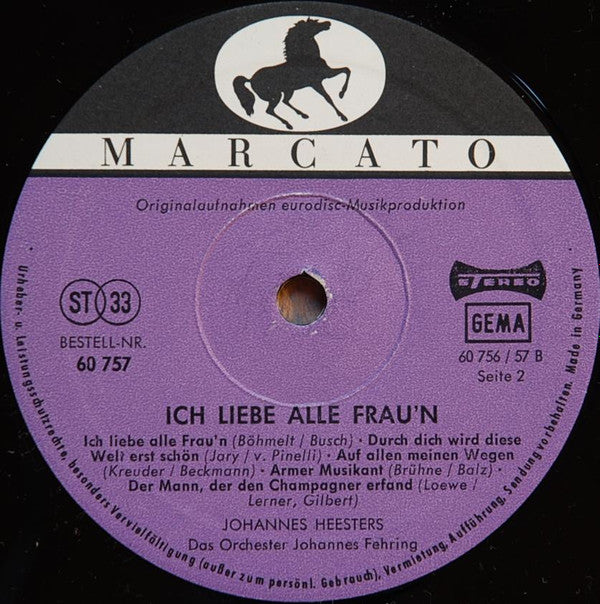 MARCATO
Originalaufnahmen eurodisc-Musikproduktion
ST 33
BESTELL-NR.
60 757
STEREO
GEMA
60 756 / 57 B
Seite 2
ICH LIEBE ALLE FRAU'N
Ich liebe alle Frau'n (Böhmelt / Busch) · Durch dich wird diese
Welt erst schön (Jary / v. Pinelli) · Auf allen meinen Wegen
(Kreuder / Beckmann) · Armer Musikant (Brühne / Balz) ·
Der Mann, der den Champagner erfand (Loewe /
Lerner, Gilbert)
JOHANNES HEESTERS
Das Orchester Johannes Fehring
Urheber- u. Leistungsschutzrechte, besonders Vervielfältigung (außer zum persönl. Gebrauch), Vermietung, Aufführung, Sendung vorbehalten. Made in Germany